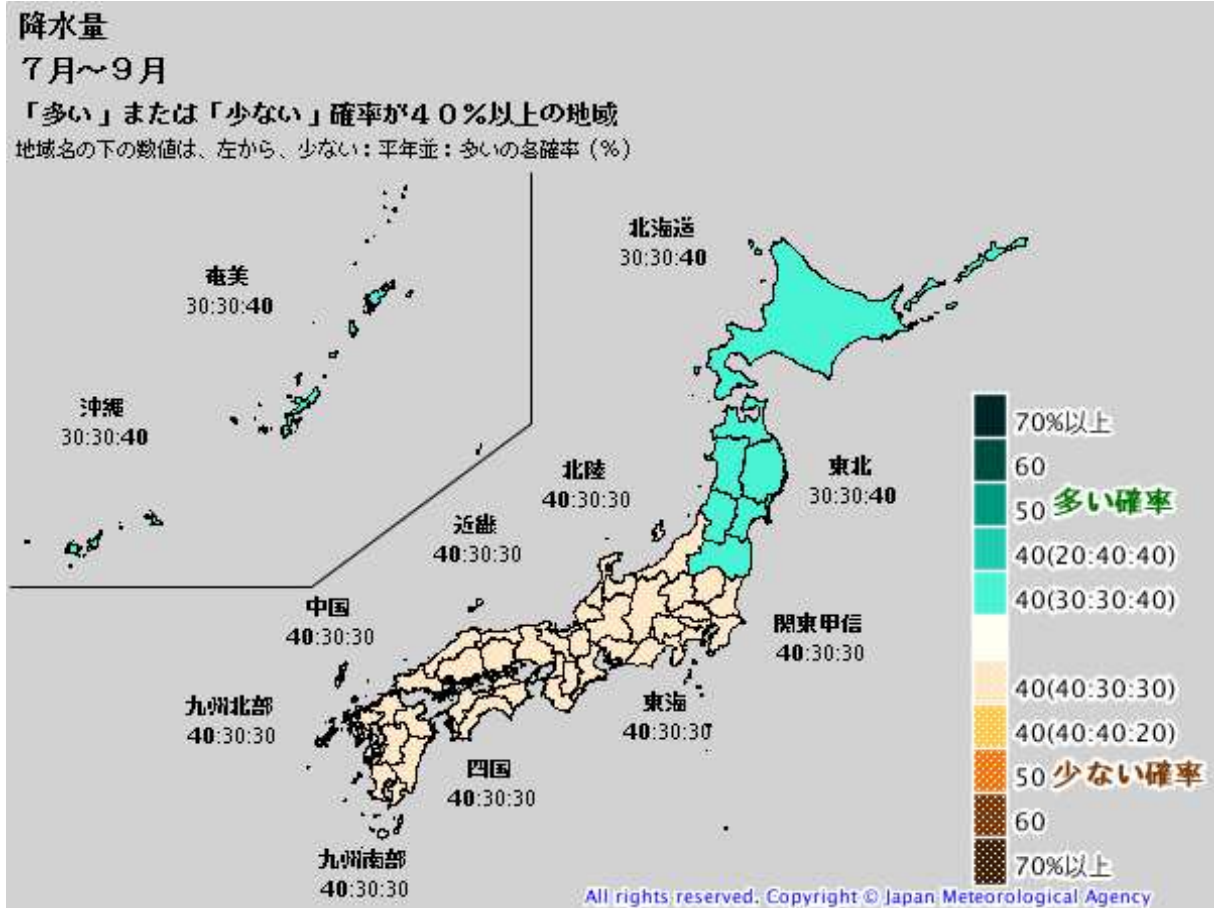 降水量
７月～９月
「多い」または「少ない」確率が４０％以上の地域
地域名の下の数値は、左から、少ない：平年並：多いの各確率（％）
北海道
30:30:40
奄美
30:30:40
沖縄
30:30:40
北陸
40:30:30
東北
30:30:40
近畿
40:30:30
中国
40:30:30
関東甲信
40:30:30
九州北部
40:30:30
東海
40:30:30
四国
40:30:30
九州南部
40:30:30
70%以上
60
50 多い確率
40(20:40:40)
40(30:30:40)
40(40:30:30)
40(40:40:20)
50 少ない確率
60
70%以上
All rights reserved. Copyright © Japan Meteorological Agency